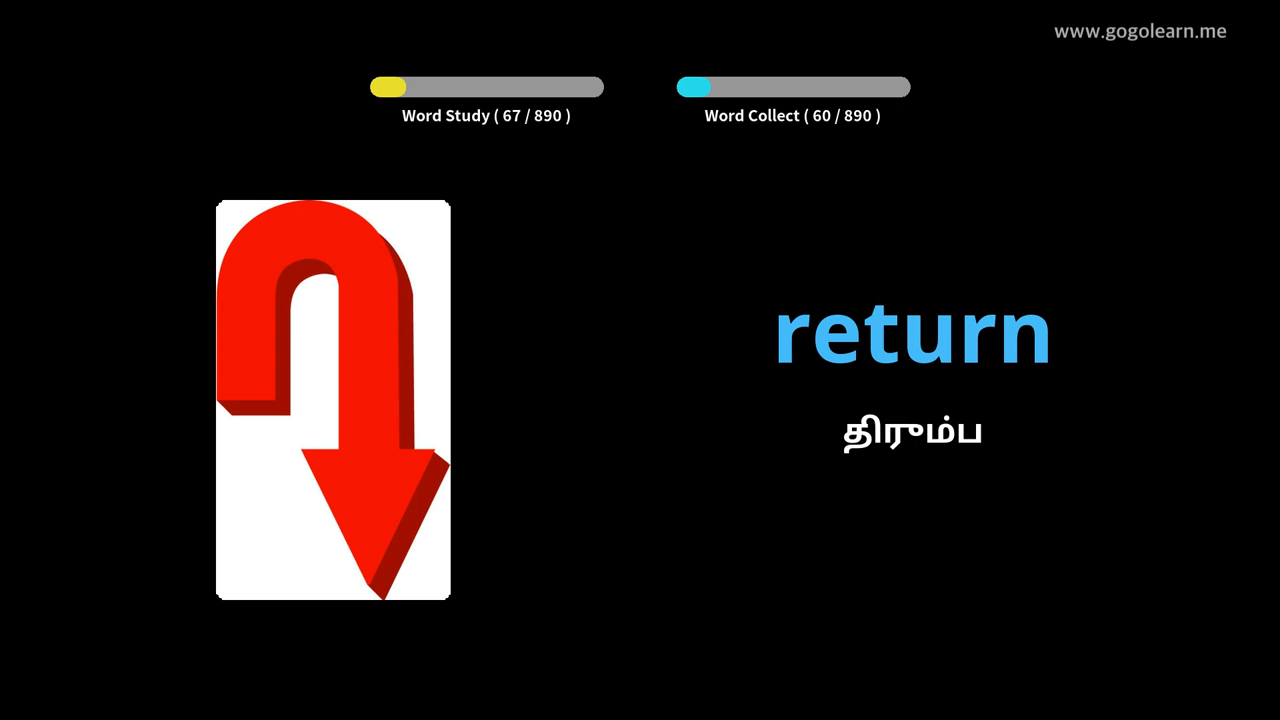 www.gogolearn.me
Word Study ( 67 / 890 )
Word Collect ( 60 / 890 )
return
திரும்ப